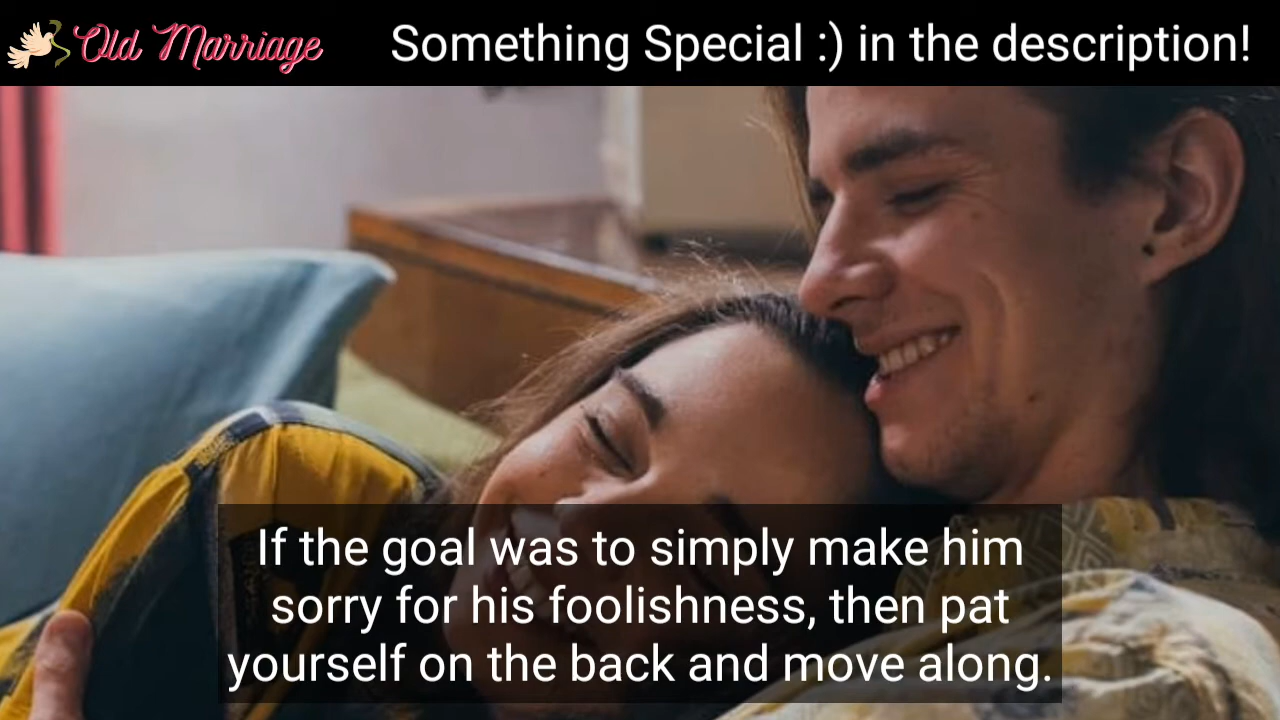 Old Marriage
Something Special :) in the description!
If the goal was to simply make him
sorry for his foolishness, then pat
yourself on the back and move along.